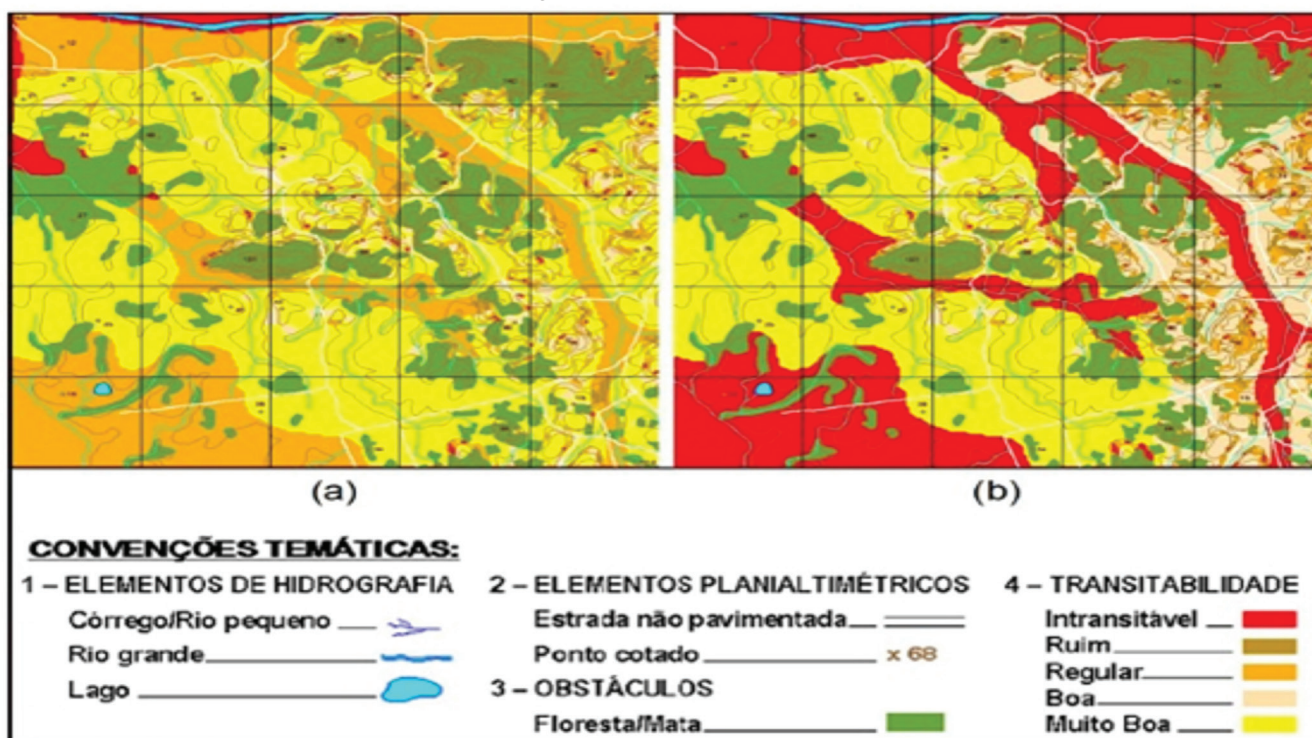 (a)
(b)
CONVENÇÕES TEMÁTICAS:
1 – ELEMENTOS DE HIDROGRAFIA
Córrego/Rio pequeno
Rio grande
Lago
2 – ELEMENTOS PLANIALTIMÉTRICOS
Estrada não pavimentada
Ponto cotado x 68
3 – OBSTÁCULOS
Floresta/Mata
4 – TRANSITABILIDADE
Intransitável
Ruim
Regular
Boa
Muito Boa